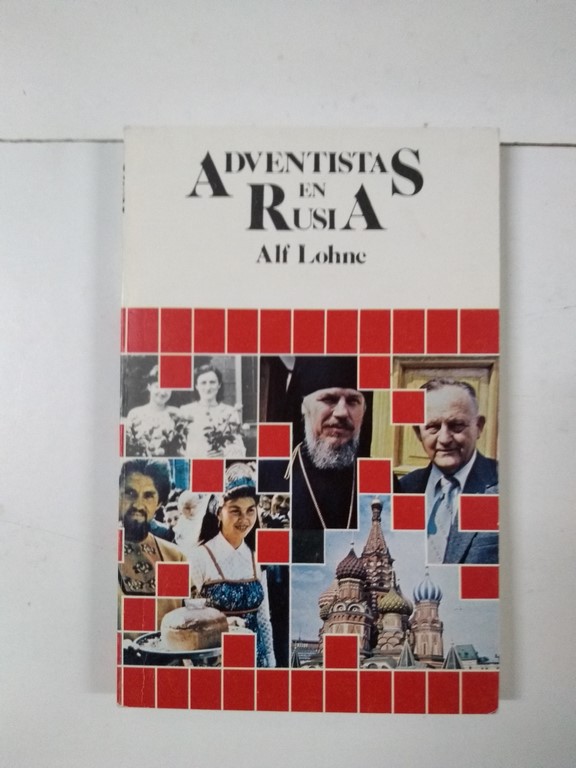 ADVENTISTAS
EN
RUSIA
Alf Lohne